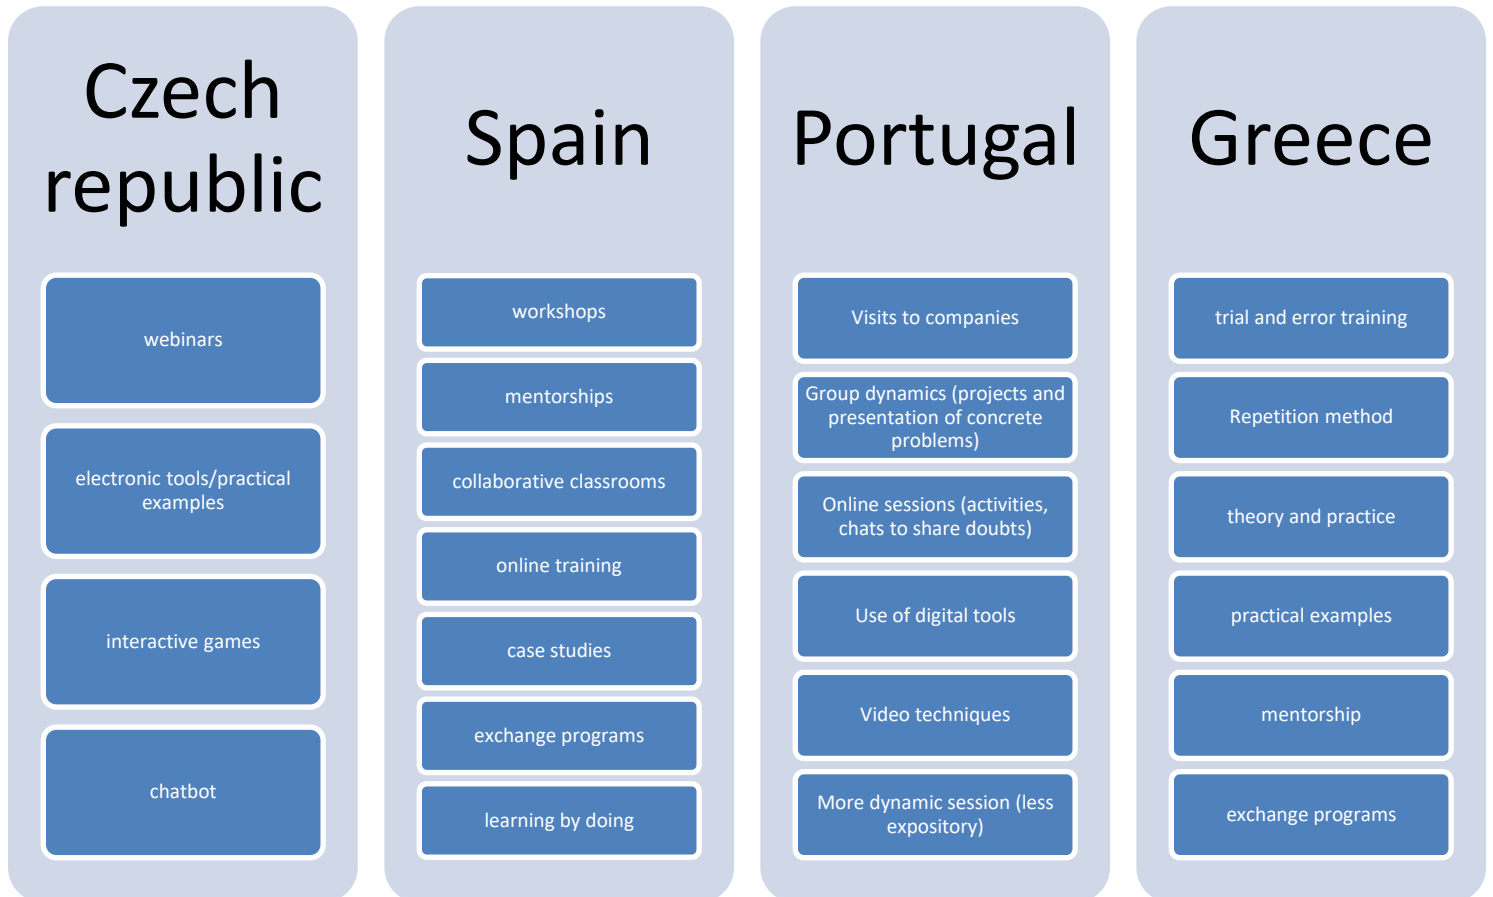 Czech
republic
webinars
electronic tools/practical
examples
interactive games
chatbot
Spain
workshops
mentorships
collaborative classrooms
online training
case studies
exchange programs
learning by doing
Portugal
Visits to companies
Group dynamics (projects and
presentation of concrete
problems)
Online sessions (activities,
chats to share doubts)
Use of digital tools
Video techniques
More dynamic session (less
expository)
Greece
trial and error training
Repetition method
theory and practice
practical examples
mentorship
exchange programs